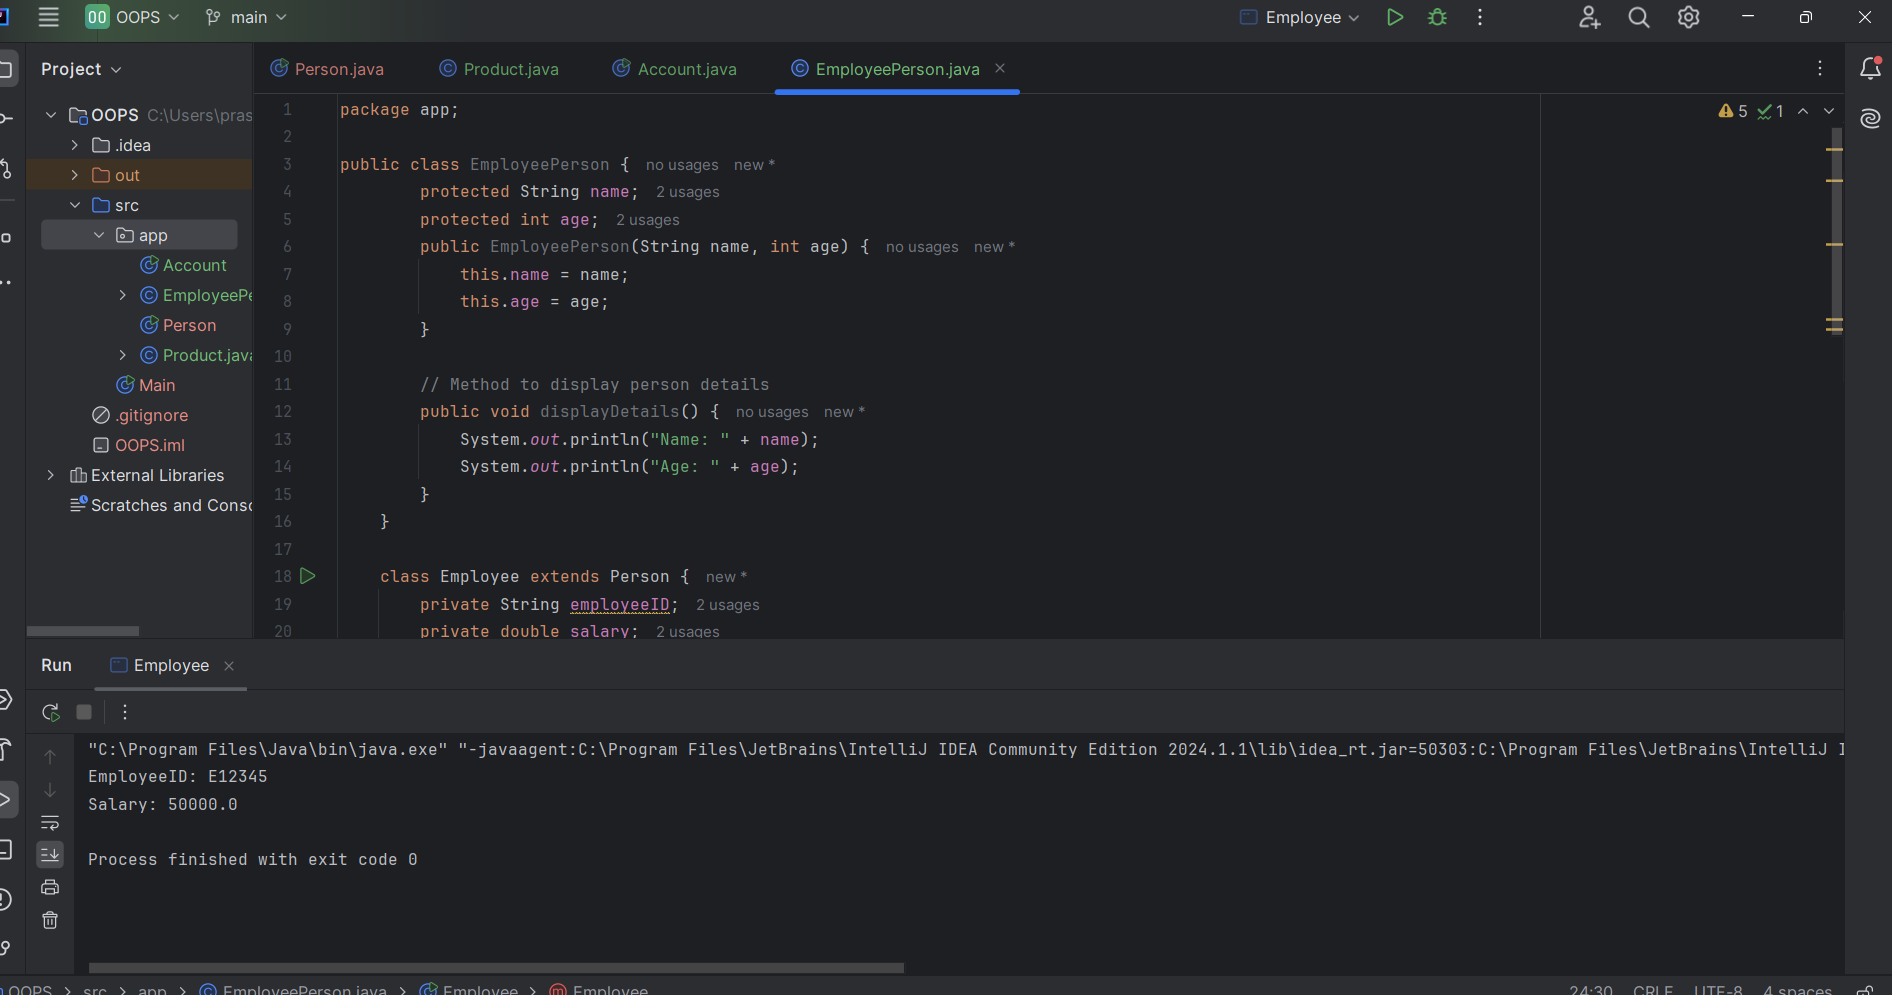 OOPS main Employee
Project
Person.java Product.java Account.java EmployeePerson.java
OOPS C:\Users\pras
.idea
out
src
app
Account
EmployeePe
Person
Product.java
Main
.gitignore
OOPS.iml
External Libraries
Scratches and Conso
5 1
1 package app;
2
3 public class EmployeePerson { no usages new *
4 protected String name; 2 usages
5 protected int age; 2 usages
6 public EmployeePerson(String name, int age) { no usages new *
7 this.name = name;
8 this.age = age;
9 }
10
11 // Method to display person details
12 public void displayDetails() { no usages new *
13 System.out.println("Name: " + name);
14 System.out.println("Age: " + age);
15 }
16 }
17
18 class Employee extends Person { new *
19 private String employeeID; 2 usages
20 private double salary; 2 usages
Run Employee
"C:\Program Files\Java\bin\java.exe" "-javaagent:C:\Program Files\JetBrains\IntelliJ IDEA Community Edition 2024.1.1\lib\idea_rt.jar=50303:C:\Program Files\JetBrains\IntelliJ I
EmployeeID: E12345
Salary: 50000.0
Process finished with exit code 0
OOPS > src > app > EmployeePerson.java > Employee > Employee 24:30 CRLF UTF-8 4 spaces